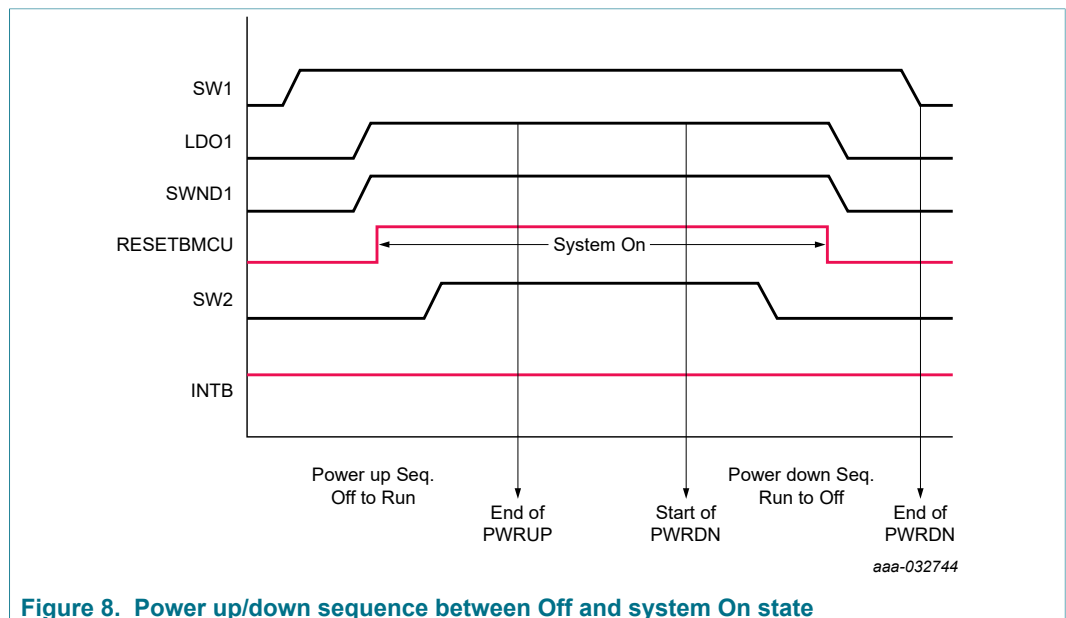 SW1
LDO1
SWND1
RESETBMCU
System On
SW2
INTB
Power up Seq.
Off to Run
End of
PWRUP
Start of
PWRDN
Power down Seq.
Run to Off
End of
PWRDN
aaa-032744
Figure 8. Power up/down sequence between Off and system On state